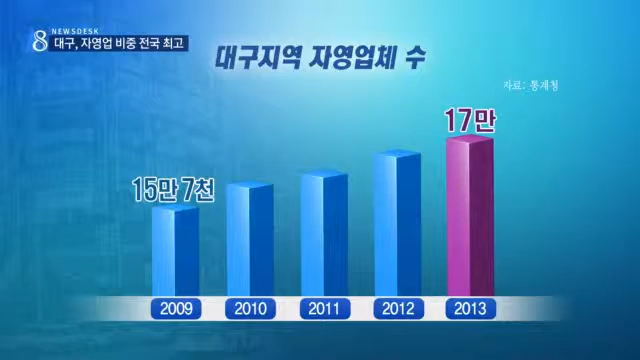 8 NEWSDESK
대구, 자영업 비중 전국 최고
대구지역 자영업체 수
자료: 통계청
17만
15만 7천
2009 2010 2011 2012 2013